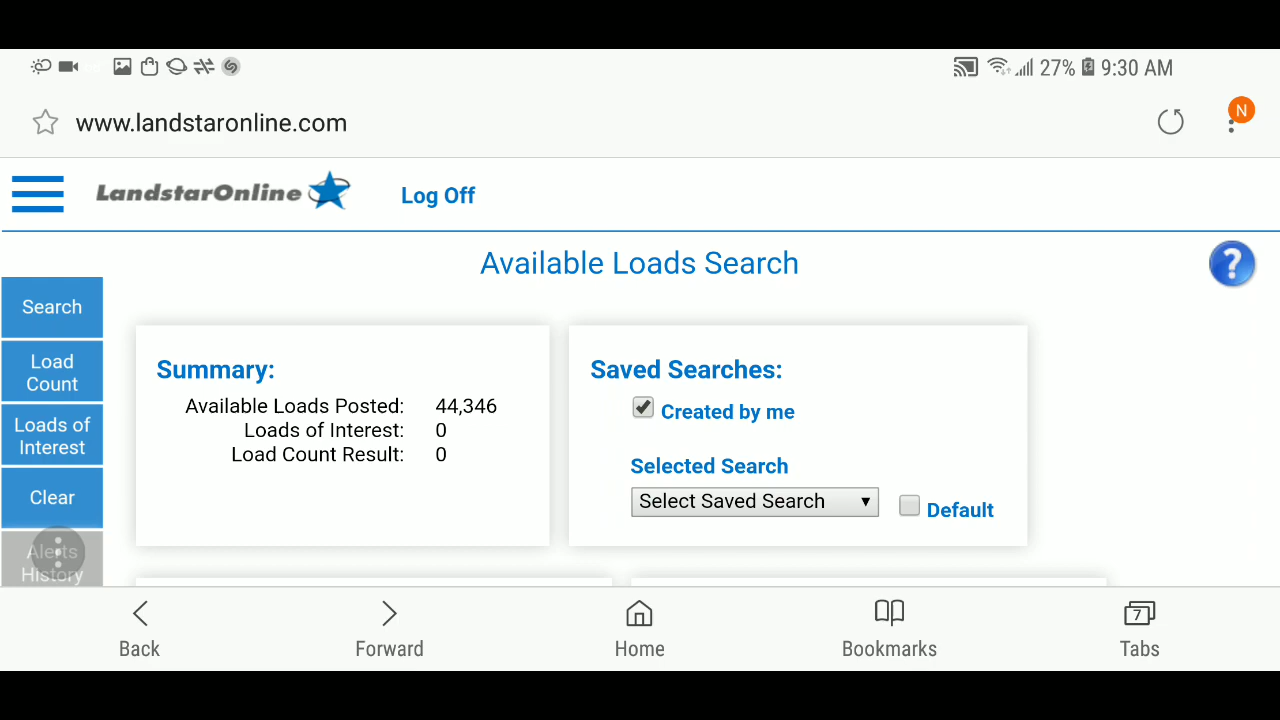 27% 9:30 AM
www.landstaronline.com
N
LandstarOnline
Log Off
Available Loads Search
?
Search
Load
Count
Loads of
Interest
Clear
Alerts
History
Summary:
Available Loads Posted: 44,346
Loads of Interest: 0
Load Count Result: 0
Saved Searches:
Created by me
Selected Search
Select Saved Search
Default
Back
Forward
Home
Bookmarks
7
Tabs